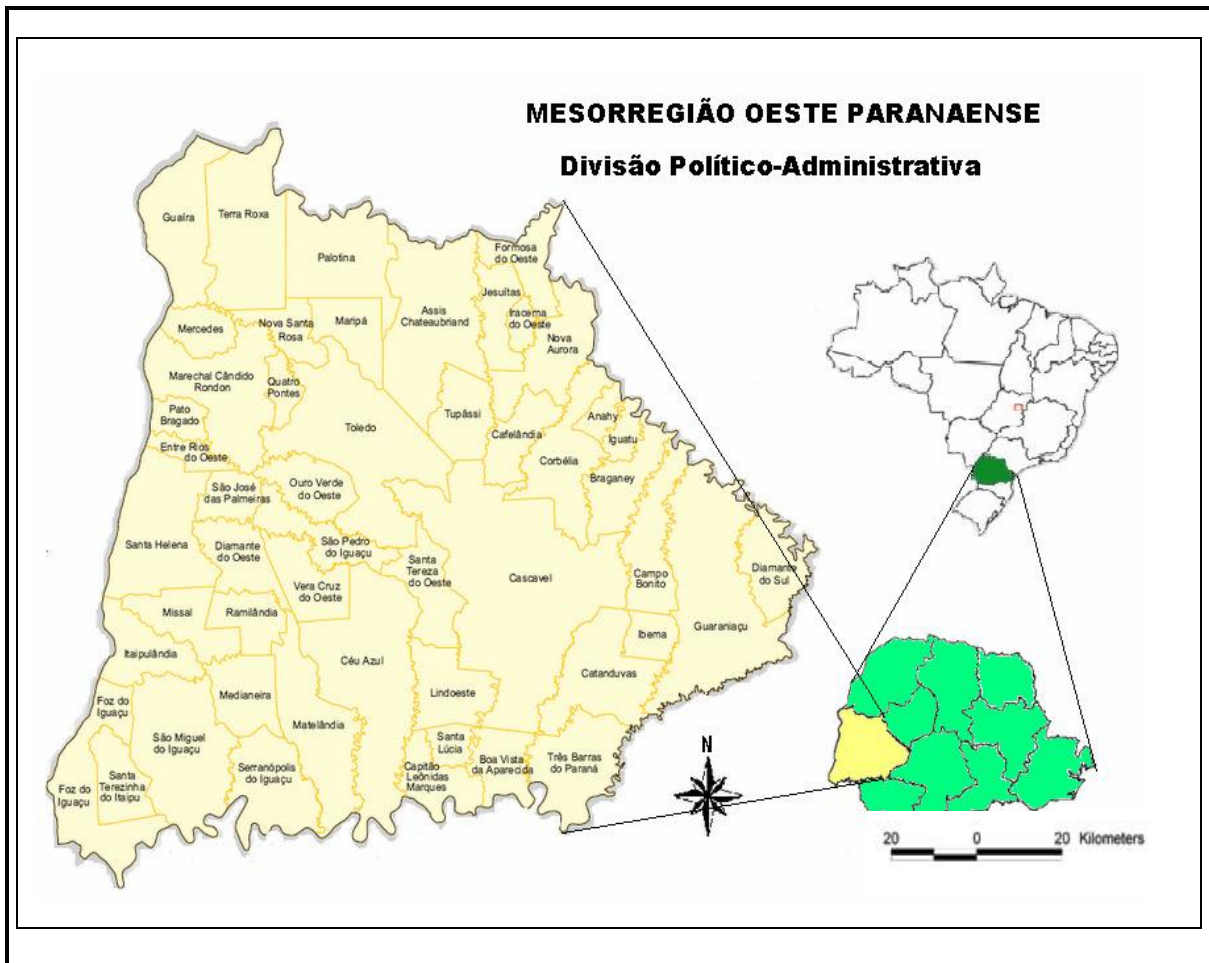 MESORREGIÃO OESTE PARANAENSE
Divisão Político-Administrativa
Guaíra
Terra Roxa
Palotina
Formosa
do Oeste
Jesuítas
Iracema
do Oeste
Assis
Chateaubriand
Nova
Aurora
Mercedes
Nova Santa
Rosa
Maripá
Marechal Cândido
Rondon
Quatro
Pontes
Pato
Bragado
Entre Rios
do Oeste
Toledo
Tupãssi
Cafelândia
Anahy
Iguatu
Corbélia
Braganey
São José
das Palmeiras
Ouro Verde
do Oeste
Santa Helena
Diamante
do Oeste
São Pedro
do Iguaçu
Santa
Tereza
do Oeste
Vera Cruz
do Oeste
Cascavel
Campo
Bonito
Diamante
do Sul
Guaraniaçu
Missal
Ramilândia
Ibema
Itaipulândia
Céu Azul
Catanduvas
Foz do
Iguaçu
Medianeira
Lindoeste
São Miguel
do Iguaçu
Matelândia
Santa
Lúcia
Serranópolis
do Iguaçu
Capitão
Leônidas
Marques
Boa Vista
da Aparecida
Três Barras
do Paraná
Foz do
Iguaçu
Santa
Terezinha
do Itaipu
N
20 0 20 Kilometers